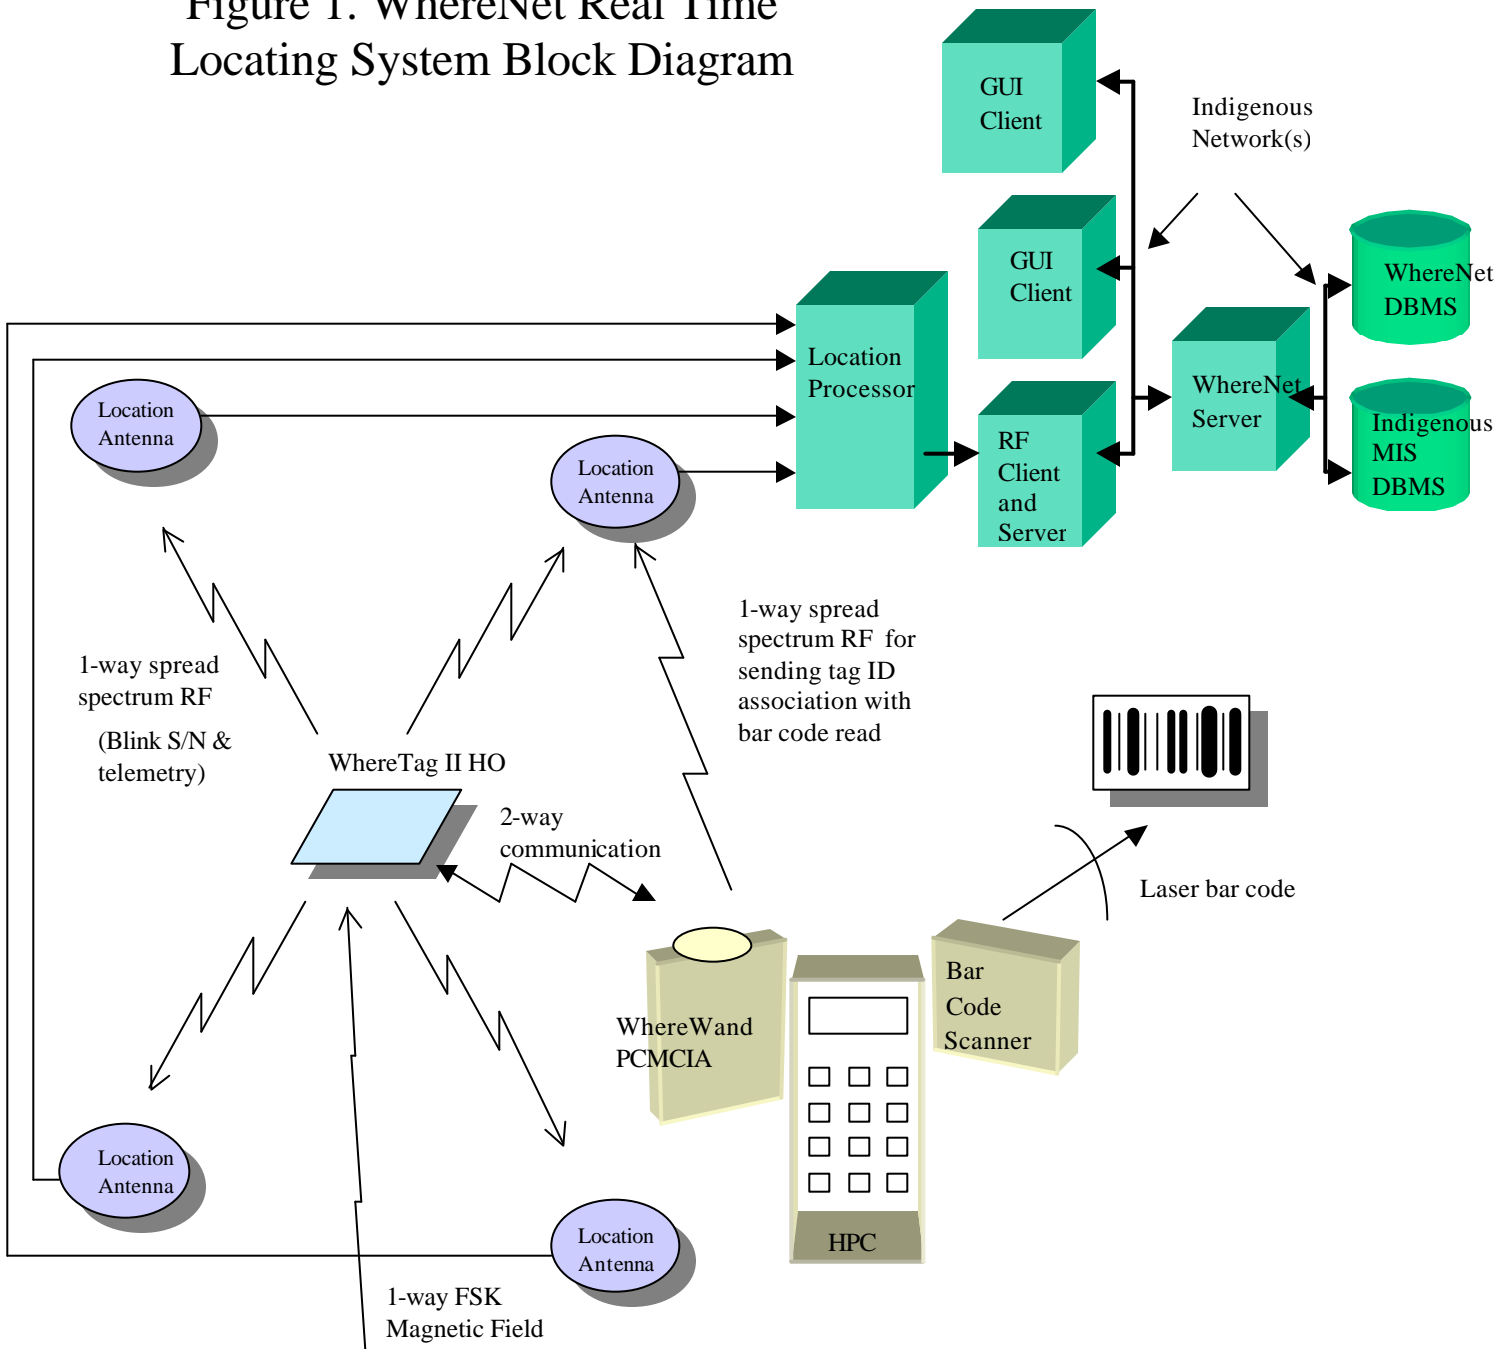 Figure 1. WhereNet Real Time
Locating System Block Diagram
GUI
Client
Indigenous
Network(s)
GUI
Client
WhereNet
DBMS
Location
Processor
WhereNet
Server
Indigenous
MIS
DBMS
RF
Client
and
Server
Location
Antenna
Location
Antenna
1-way spread
spectrum RF for
sending tag ID
association with
bar code read
1-way spread
spectrum RF
(Blink S/N &
telemetry)
WhereTag II HO
2-way
communication
Laser bar code
Bar
Code
Scanner
WhereWand
PCMCIA
HPC
Location
Antenna
Location
Antenna
1-way FSK
Magnetic Field